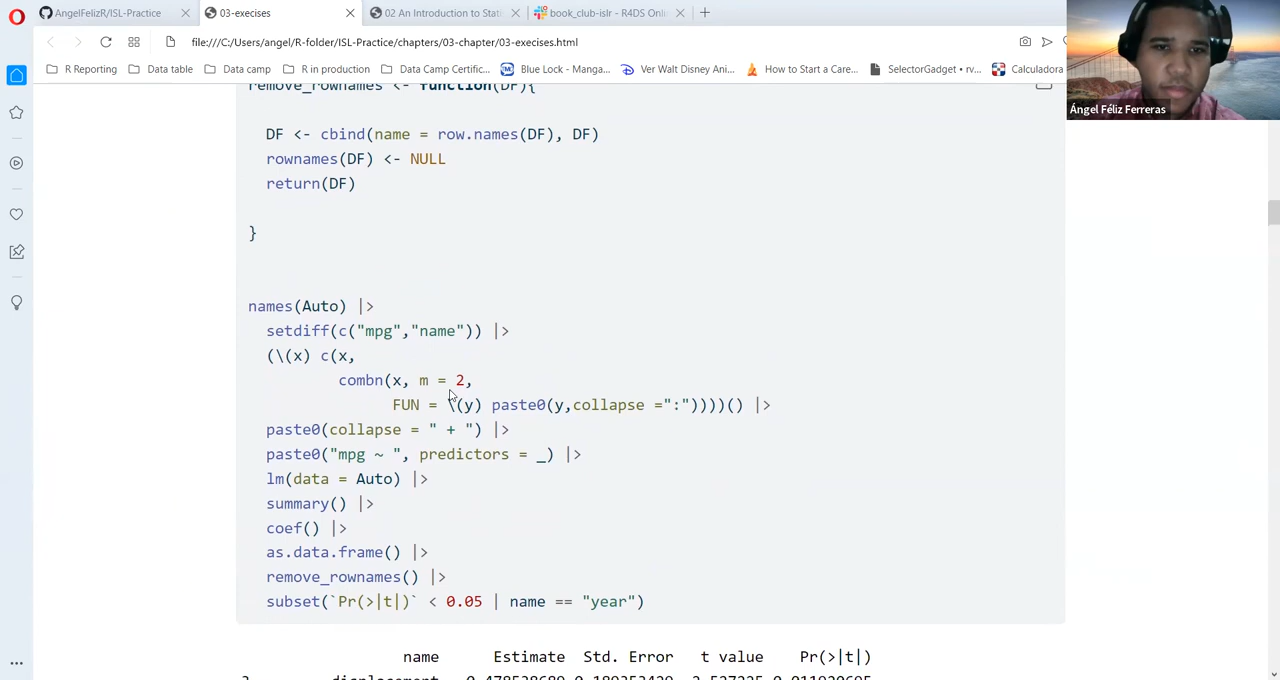 AngelFelizR/ISL-Practice
03-execises
02 An Introduction to Stati
book_club-islr - R4DS Onli
file:///C:/Users/angel/R-folder/ISL-Practice/chapters/03-chapter/03-execises.html
R Reporting
Data table
Data camp
R in production
Data Camp Certific...
Blue Lock - Manga...
Ver Walt Disney Ani...
How to Start a Care...
SelectorGadget • rv...
Calculadora
Ángel Féliz Ferreras
remove_rownames <- function(DF){
DF <- cbind(name = row.names(DF), DF)
rownames(DF) <- NULL
return(DF)
}
names(Auto) |>
setdiff(c("mpg","name")) |>
(\(x) c(x,
combn(x, m = 2,
FUN = \(y) paste0(y,collapse =":"))))() |>
paste0(collapse = " + ") |>
paste0("mpg ~ ", predictors = _) |>
lm(data = Auto) |>
summary() |>
coef() |>
as.data.frame() |>
remove_rownames() |>
subset(`Pr(>|t|)` < 0.05 | name == "year")
name Estimate Std. Error t value Pr(>|t|)